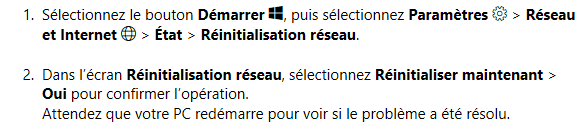 1. Sélectionnez le bouton Démarrer, puis sélectionnez Paramètres > Réseau
et Internet > État > Réinitialisation réseau.
2. Dans l’écran Réinitialisation réseau, sélectionnez Réinitialiser maintenant >
Oui pour confirmer l’opération.
Attendez que votre PC redémarre pour voir si le problème a été résolu.